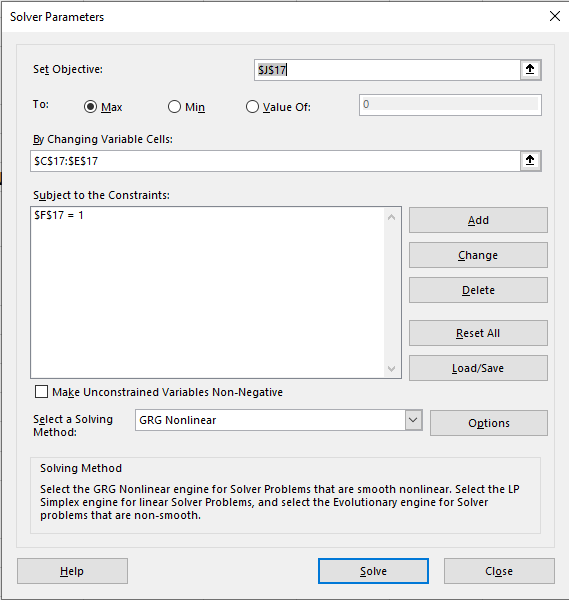 Solver Parameters
Set Objective:
$J$17
To:
Max
Min
Value Of:
0
By Changing Variable Cells:
$C$17:$E$17
Subject to the Constraints:
$F$17 = 1
Add
Change
Delete
Reset All
Load/Save
Make Unconstrained Variables Non-Negative
Select a Solving
Method:
GRG Nonlinear
Options
Solving Method
Select the GRG Nonlinear engine for Solver Problems that are smooth nonlinear. Select the LP
Simplex engine for linear Solver Problems, and select the Evolutionary engine for Solver
problems that are non-smooth.
Help
Solve
Close